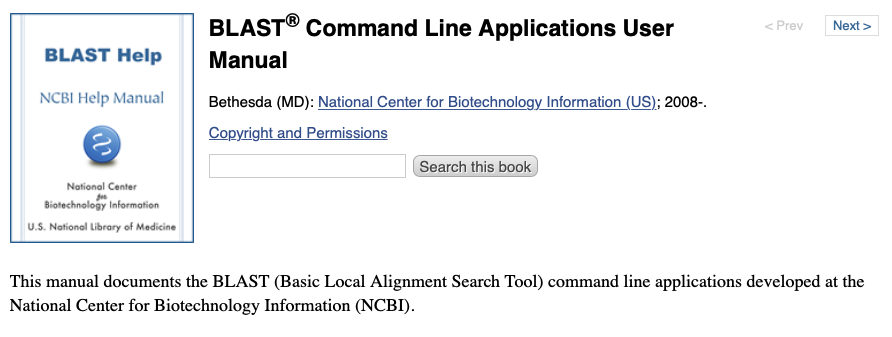 BLAST Help
NCBI Help Manual
National Center
for
Biotechnology Information
U.S. National Library of Medicine
BLAST® Command Line Applications User
Manual
< Prev
Next >
Bethesda (MD): National Center for Biotechnology Information (US); 2008-.
Copyright and Permissions
Search this book
This manual documents the BLAST (Basic Local Alignment Search Tool) command line applications developed at the
National Center for Biotechnology Information (NCBI).